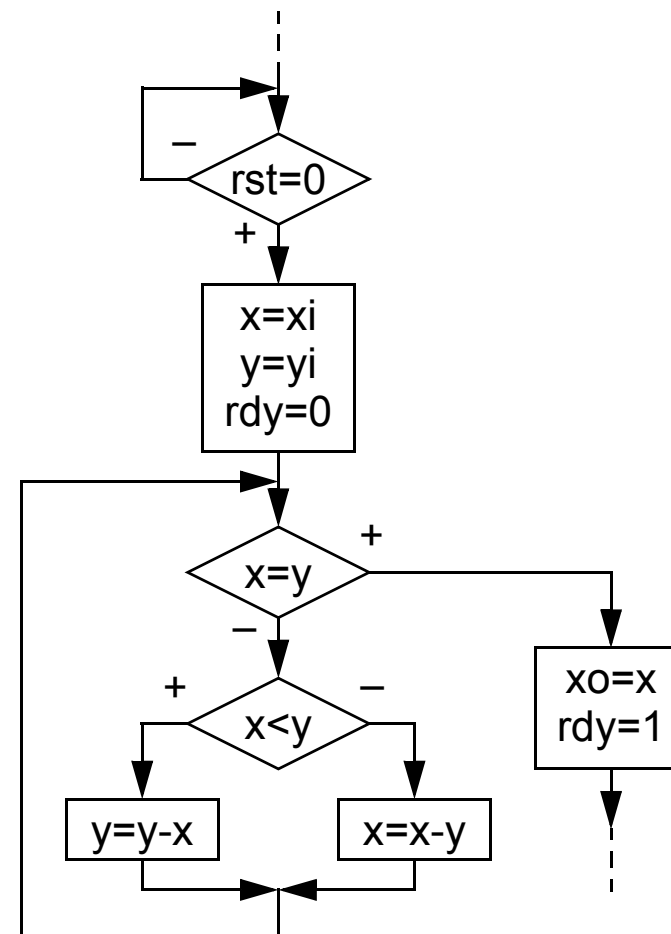 –
rst=0
+
x=xi
y=yi
rdy=0
+
x=y
–
+
–
x<y
xo=x
rdy=1
y=y-x
x=x-y